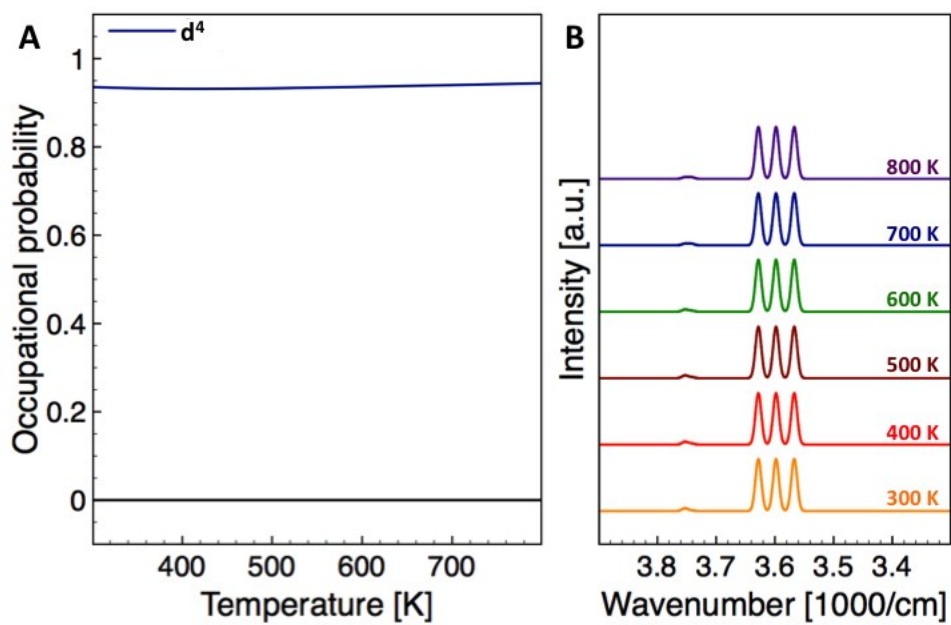 A
d⁴
1
0.8
0.6
0.4
0.2
0
Occupational probability
400 500 600 700
Temperature [K]
B
Intensity [a.u.]
800 K
700 K
600 K
500 K
400 K
300 K
3.8 3.7 3.6 3.5 3.4
Wavenumber [1000/cm]